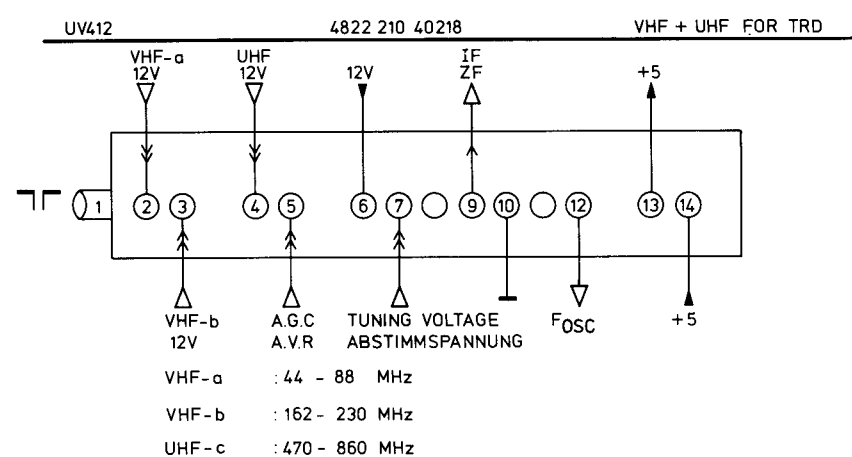 UV412 4822 210 40218 VHF + UHF FOR TRD
VHF-a UHF IF
12V 12V 12V ZF +5
1 2 3 4 5 6 7 9 10 12 13 14
VHF-b A.G.C TUNING VOLTAGE FOSC +5
12V A.V.R ABSTIMMSPANNUNG
VHF-a : 44 - 88 MHz
VHF-b : 162 - 230 MHz
UHF-c : 470 - 860 MHz